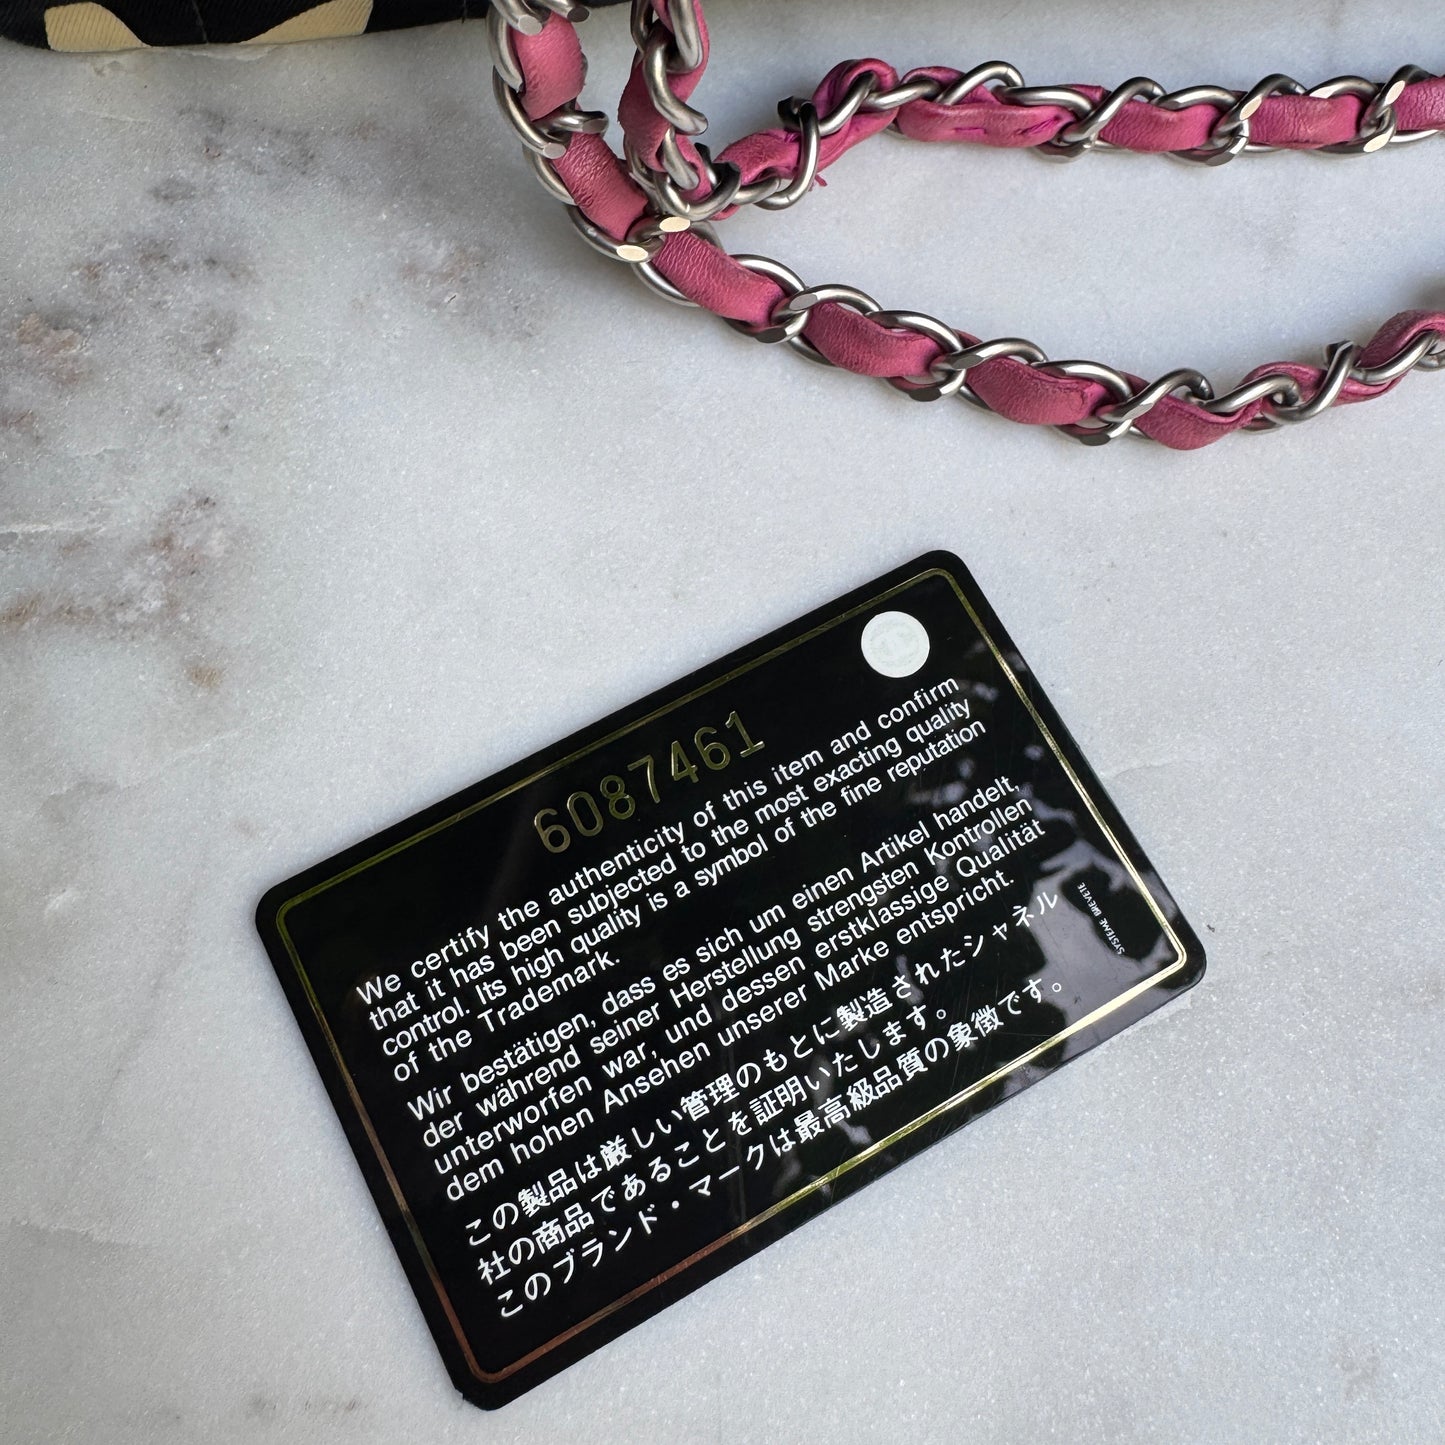 6087461
We certify the authenticity of this item and confirm
that it has been subjected to the most exacting quality
control. Its high quality is a symbol of the fine reputation
of the Trademark.
Wir bestätigen, dass es sich um einen Artikel handelt,
der während seiner Herstellung strengsten Kontrollen
unterworfen war, und dessen erstklassige Qualität
dem hohen Ansehen unserer Marke entspricht.
この製品は厳しい管理のもとに製造されたシャネル
社の商品であることを証明いたします。
このブランド・マークは最高級品質の象徴です。
SYSTEME BREVETE